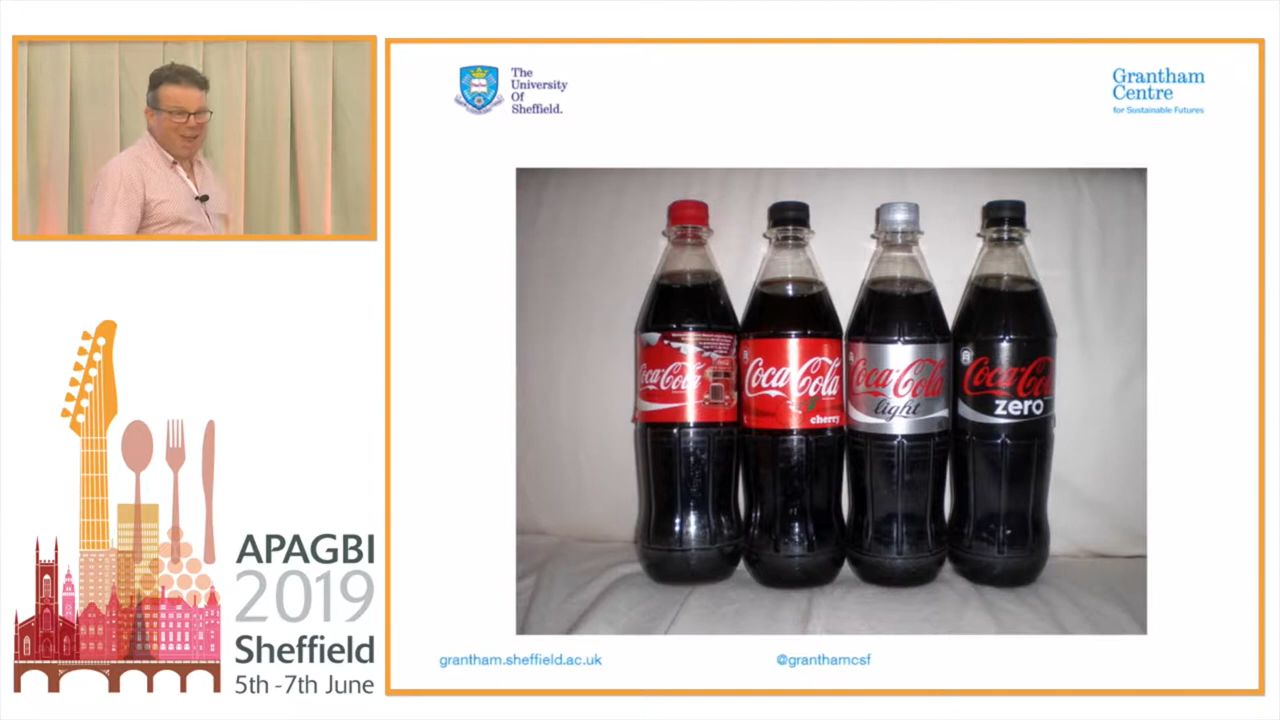 The
University
Of
Sheffield.
Grantham
Centre
for Sustainable Futures
Coca-Cola
Coca-Cola
cherry
Coca-Cola
light
Coca-Cola
zero
APAGBI
2019
Sheffield
5th -7th June
grantham.sheffield.ac.uk
@granthamcsf